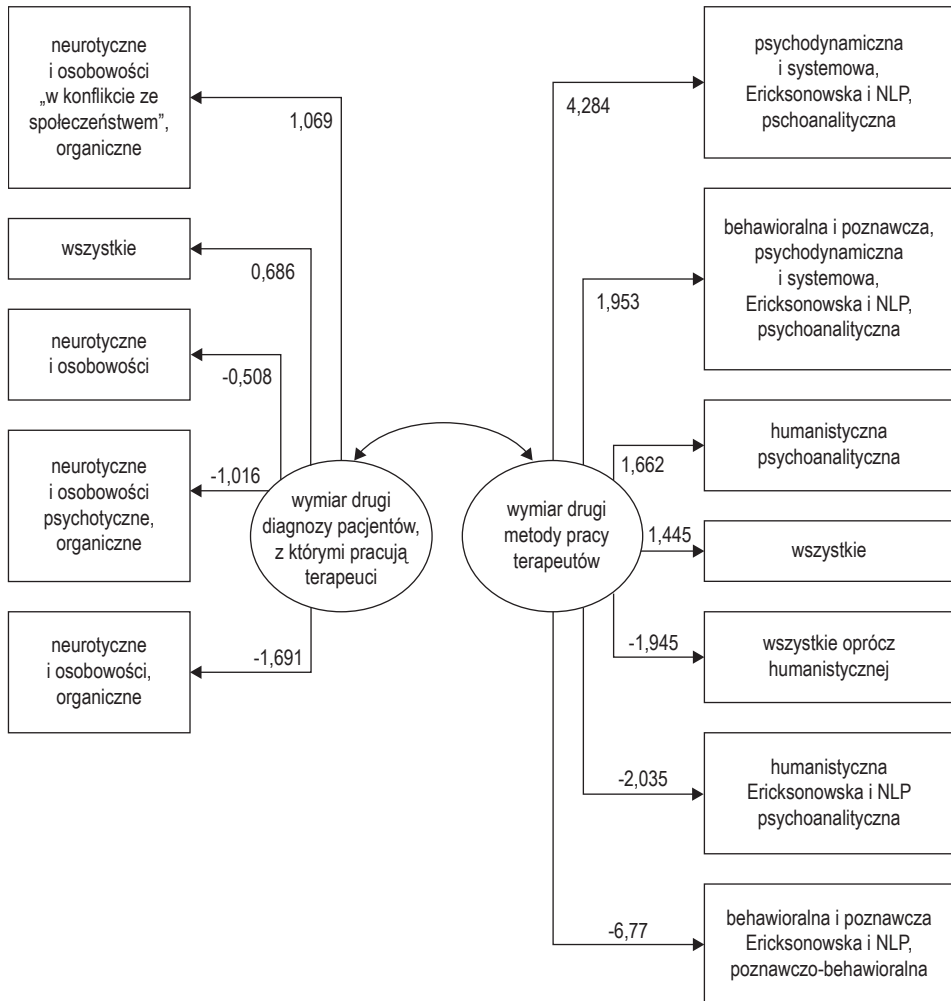 neurotyczne
i osobowości
„w konflikcie ze
społeczeństwem”,
organiczne
1,069
wszystkie
0,686
neurotyczne
i osobowości
-0,508
neurotyczne
i osobowości
psychotyczne,
organiczne
-1,016
neurotyczne
i osobowości,
organiczne
-1,691
wymiar drugi
diagnozy pacjentów,
z którymi pracują
terapeuci
wymiar drugi
metody pracy
terapeutów
psychodynamiczna
i systemowa,
Ericksonowska i NLP,
pschoanalityczna
4,284
behawioralna i poznawcza,
psychodynamiczna
i systemowa,
Ericksonowska i NLP,
psychoanalityczna
1,953
humanistyczna
psychoanalityczna
1,662
wszystkie
1,445
wszystkie oprócz
humanistycznej
-1,945
humanistyczna
Ericksonowska i NLP
psychoanalityczna
-2,035
behawioralna i poznawcza
Ericksonowska i NLP,
poznawczo-behawioralna
-6,77